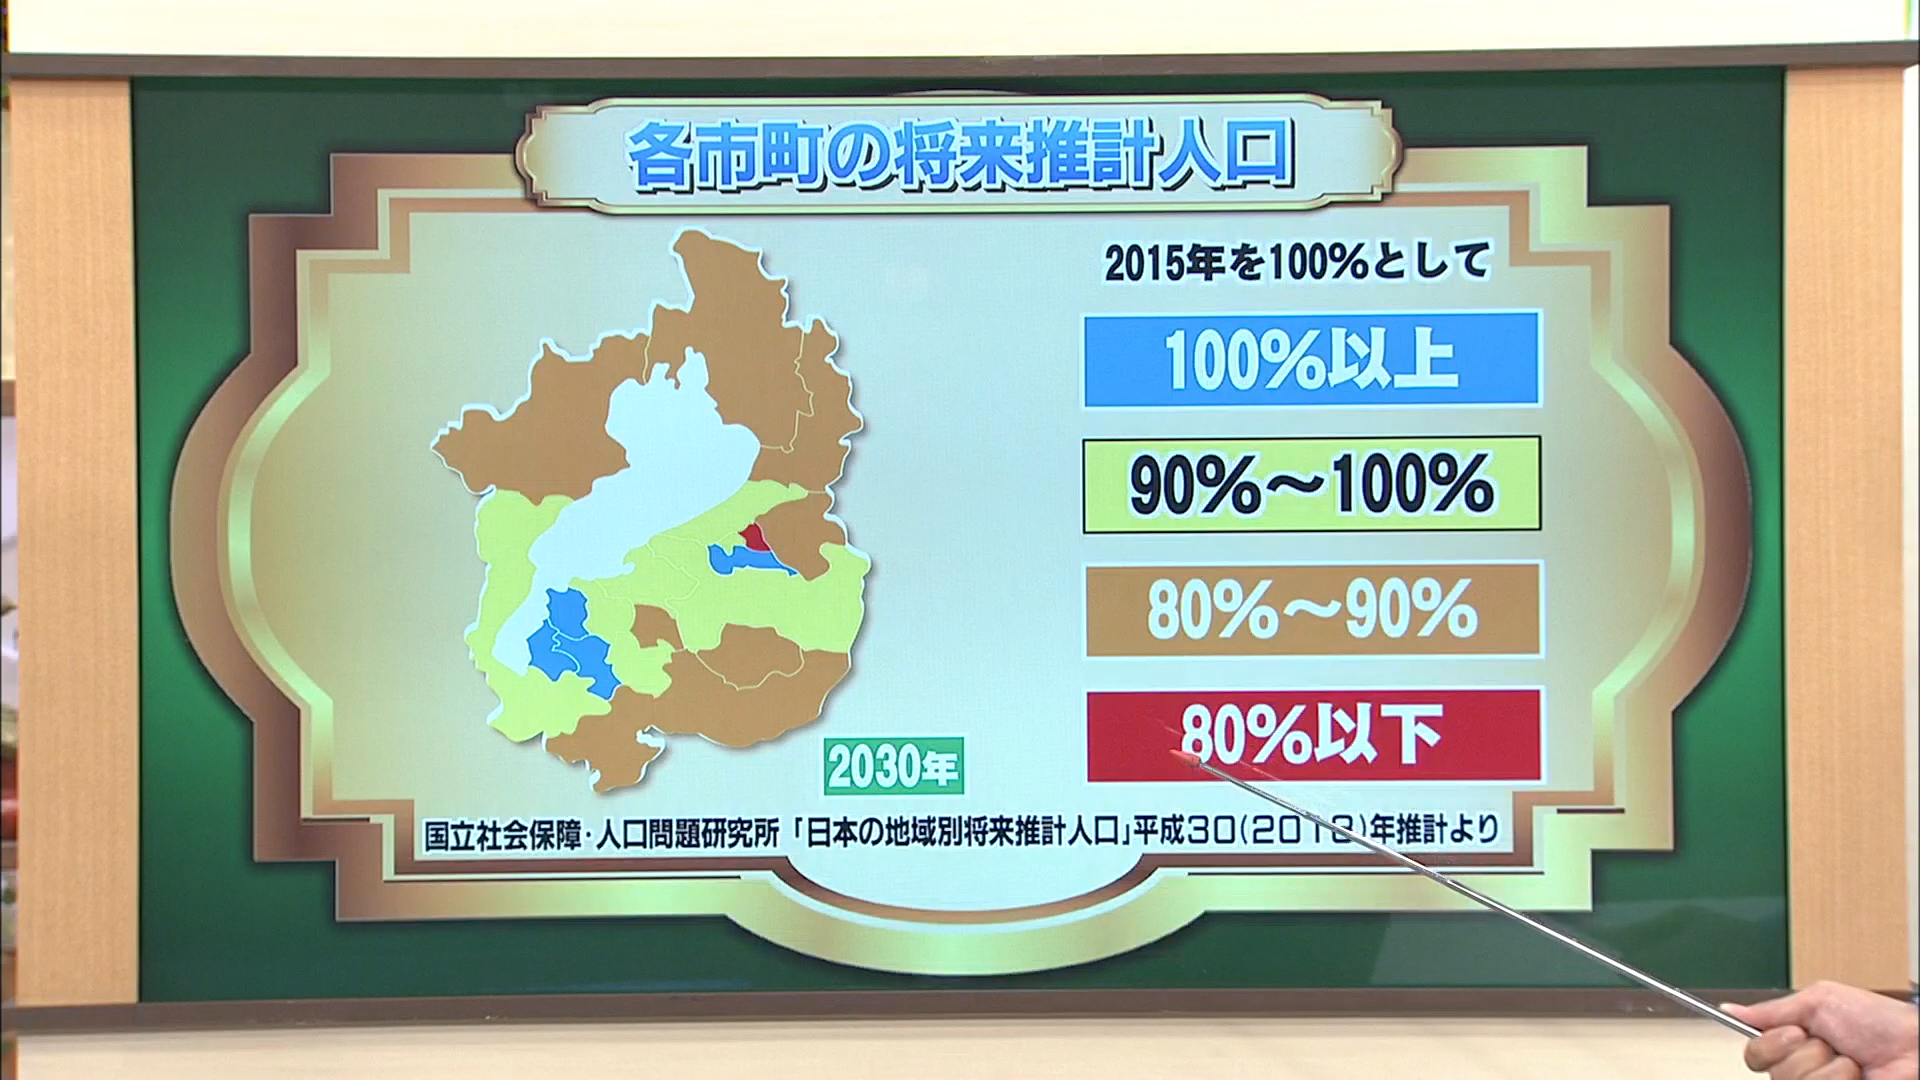 各市町の将来推計人口
2015年を100%として
100%以上
90%～100%
80%～90%
80%以下
2030年
国立社会保障・人口問題研究所「日本の地域別将来推計人口」平成30(2018)年推計より